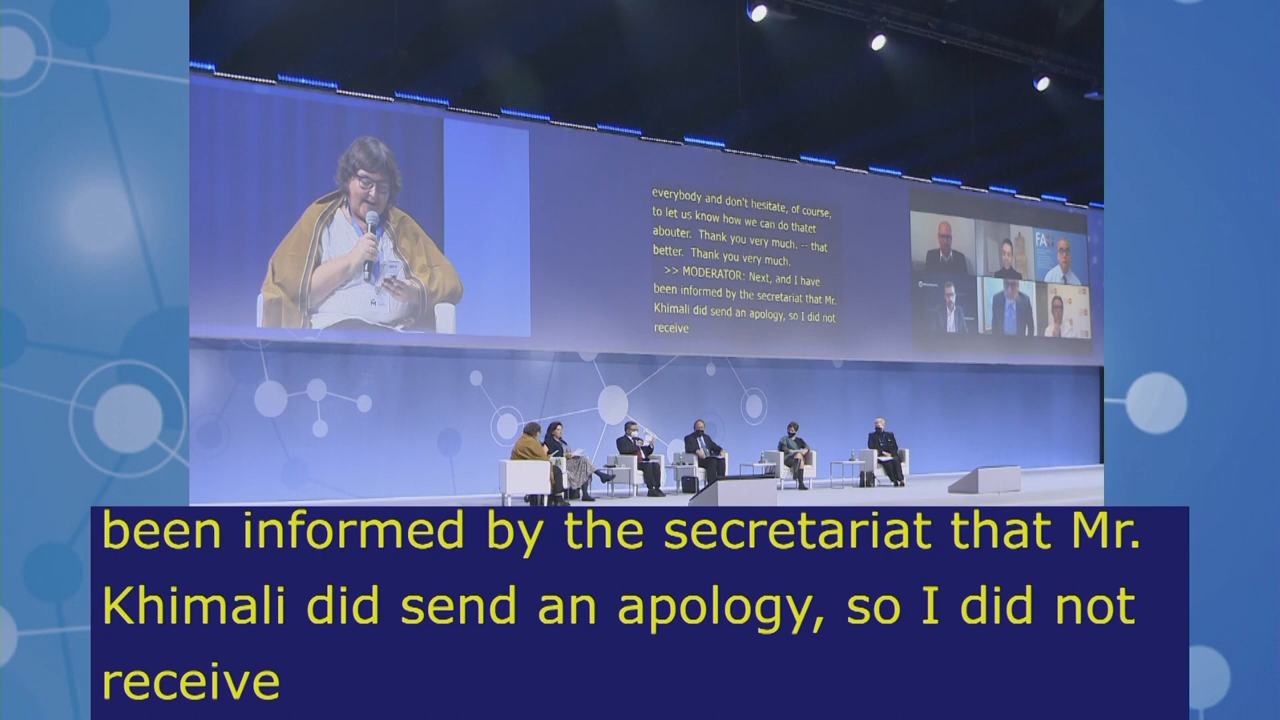 everybody and don't hesitate, of course,
to let us know how we can do thatet
abouter. Thank you very much. -- that
better. Thank you very much.
>> MODERATOR: Next, and I have
been informed by the secretariat that Mr.
Khimali did send an apology, so I did not
receive
FA
been informed by the secretariat that Mr.
Khimali did send an apology, so I did not
receive